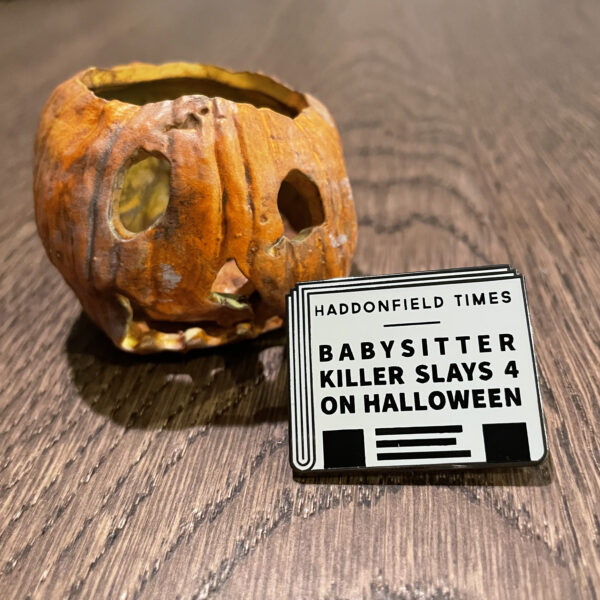 HADDONFIELD TIMES
BABYSITTER
KILLER SLAYS 4
ON HALLOWEEN